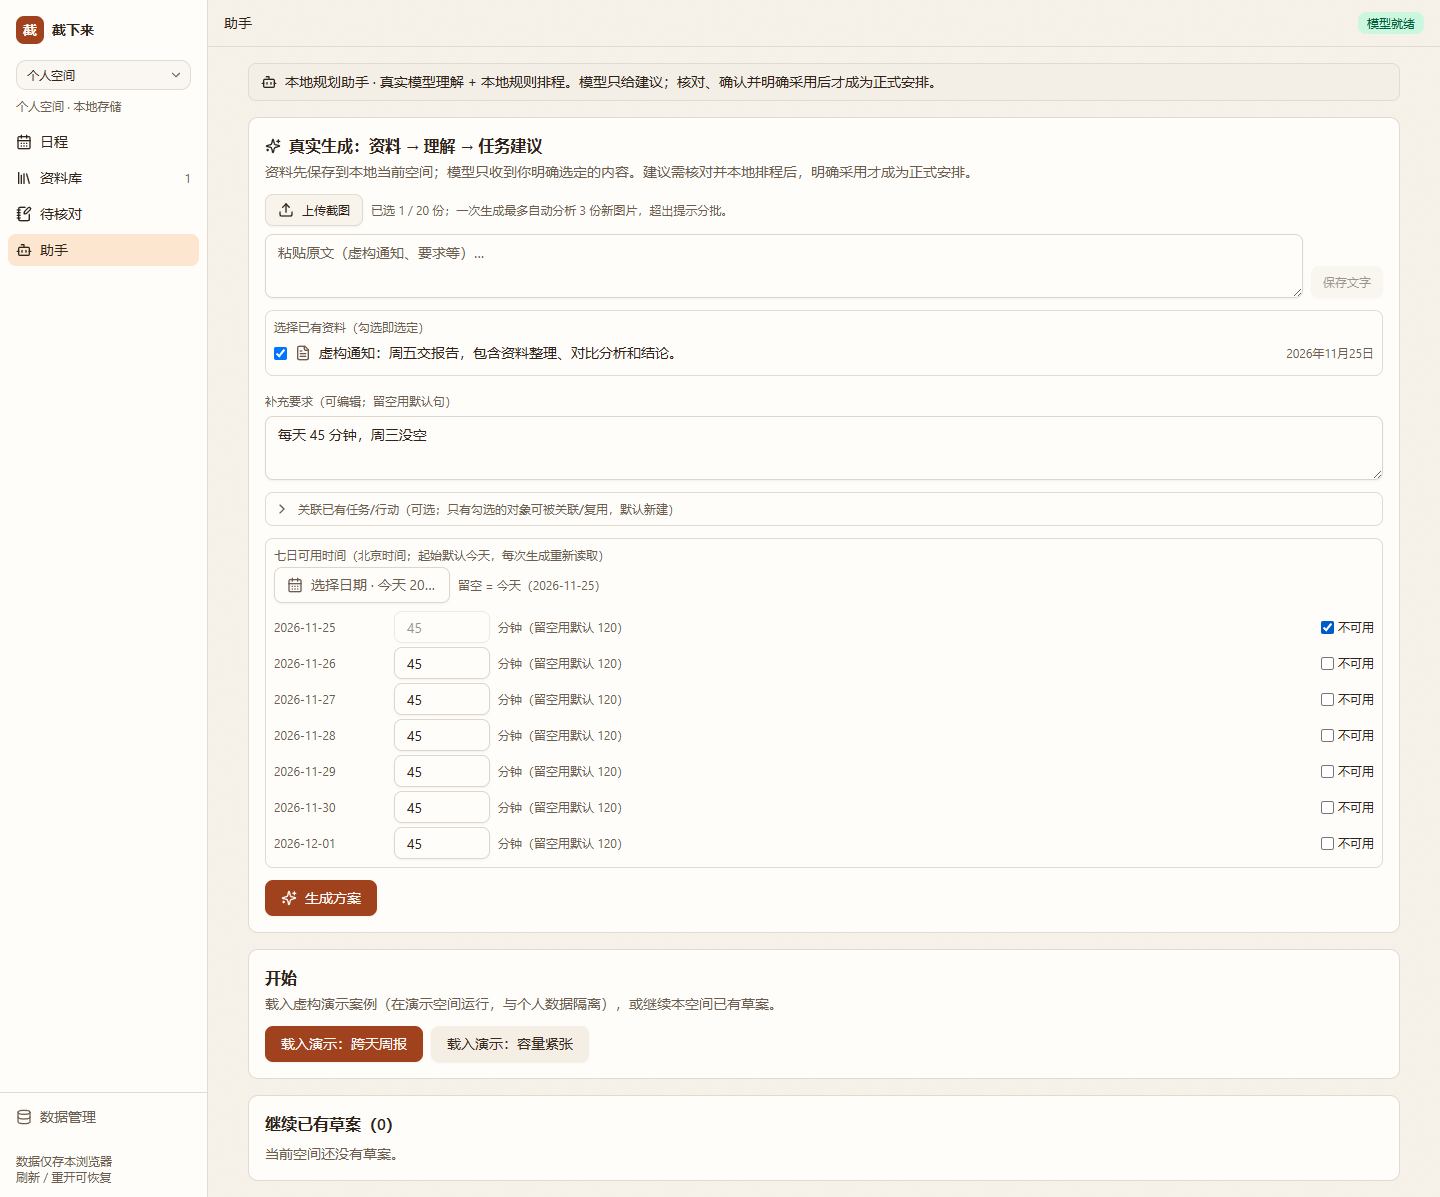 截 截下来
个人空间
个人空间 · 本地存储
日程
资料库 1
待核对
助手
数据管理
数据仅存本浏览器
刷新 / 重开可恢复
助手
模型就绪
本地规划助手 · 真实模型理解 + 本地规则排程。模型只给建议；核对、确认并明确采用后才成为正式安排。
真实生成：资料 → 理解 → 任务建议
资料先保存到本地当前空间；模型只收到你明确选定的内容。建议需核对并本地排程后，明确采用才成为正式安排。
上传截图 已选 1 / 20 份；一次生成最多自动分析 3 份新图片，超出提示分批。
粘贴原文（虚构通知、要求等）...
保存文字
选择已有资料（勾选即选定）
虚构通知：周五交报告，包含资料整理、对比分析和结论。 2026年11月25日
补充要求（可编辑；留空用默认句）
每天 45 分钟，周三没空
关联已有任务/行动（可选；只有勾选的对象可被关联/复用，默认新建）
七日可用时间（北京时间；起始默认今天，每次生成重新读取）
选择日期 · 今天 20... 留空 = 今天（2026-11-25）
2026-11-25 45 分钟（留空用默认 120） 不可用
2026-11-26 45 分钟（留空用默认 120） 不可用
2026-11-27 45 分钟（留空用默认 120） 不可用
2026-11-28 45 分钟（留空用默认 120） 不可用
2026-11-29 45 分钟（留空用默认 120） 不可用
2026-11-30 45 分钟（留空用默认 120） 不可用
2026-12-01 45 分钟（留空用默认 120） 不可用
生成方案
开始
载入虚构演示案例（在演示空间运行，与个人数据隔离），或继续本空间已有草案。
载入演示：跨天周报 载入演示：容量紧张
继续已有草案（0）
当前空间还没有草案。